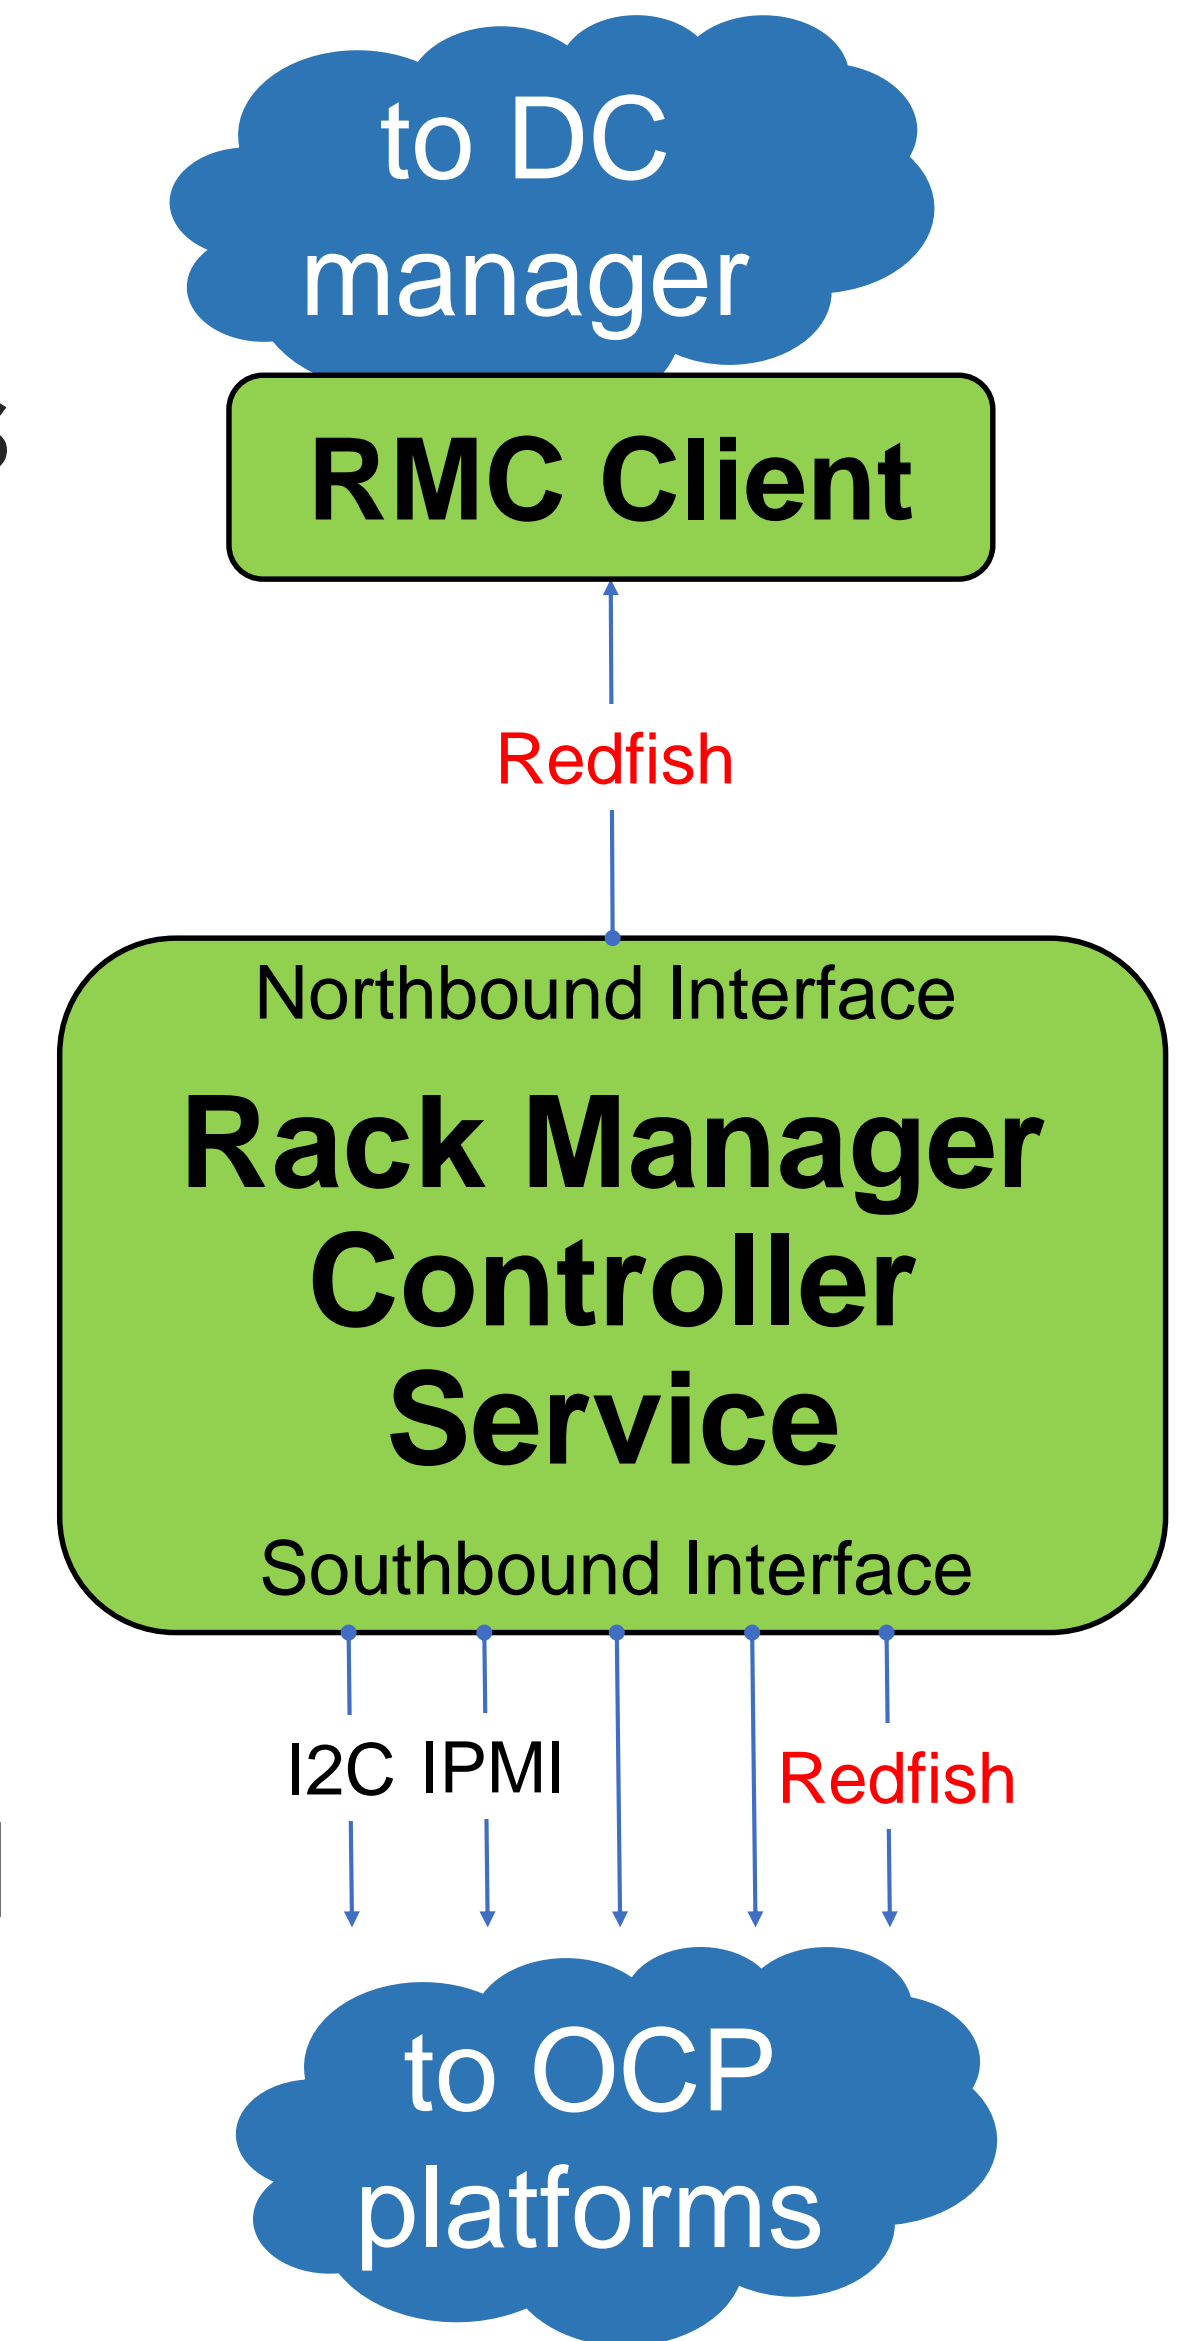 to DC
manager
s
RMC Client
Redfish
Northbound Interface
Rack Manager
Controller
Service
Southbound Interface
I2C IPMI
Redfish
to OCP
platforms